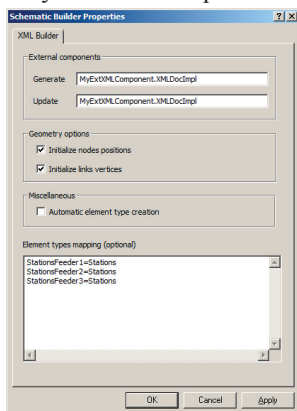 Schematic Builder Properties
XML Builder
External components
Generate MyExtXMLComponent.XMLDocImpl
Update MyExtXMLComponent.XMLDocImpl
Geometry options
Initialize nodes positions
Initialize links vertices
Miscellaneous
Automatic element type creation
Element types mapping (optional)
StationsFeeder1=Stations
StationsFeeder2=Stations
StationsFeeder3=Stations
OK Cancel Apply